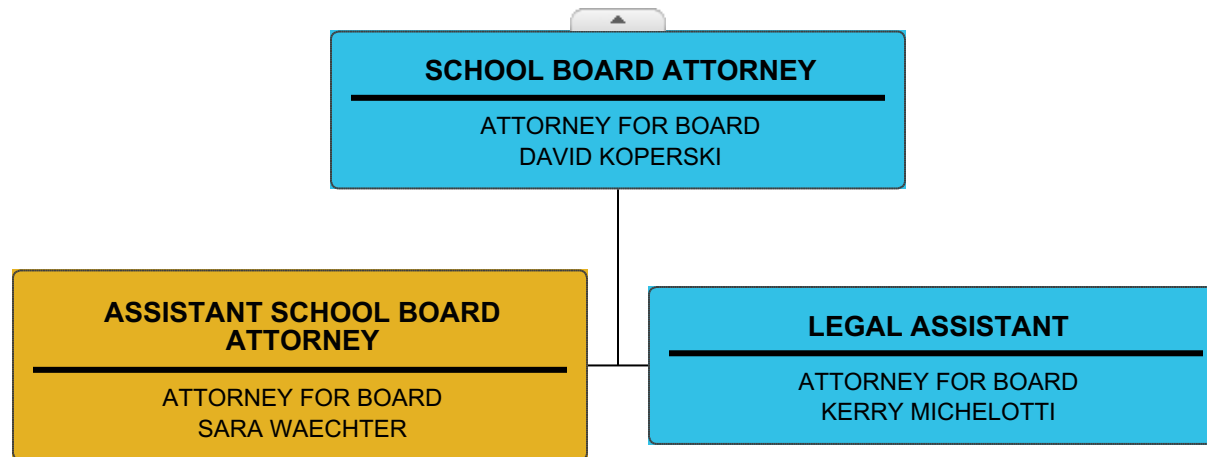 SCHOOL BOARD ATTORNEY
ATTORNEY FOR BOARD
DAVID KOPERSKI
ASSISTANT SCHOOL BOARD
ATTORNEY
ATTORNEY FOR BOARD
SARA WAECHTER
LEGAL ASSISTANT
ATTORNEY FOR BOARD
KERRY MICHELOTTI